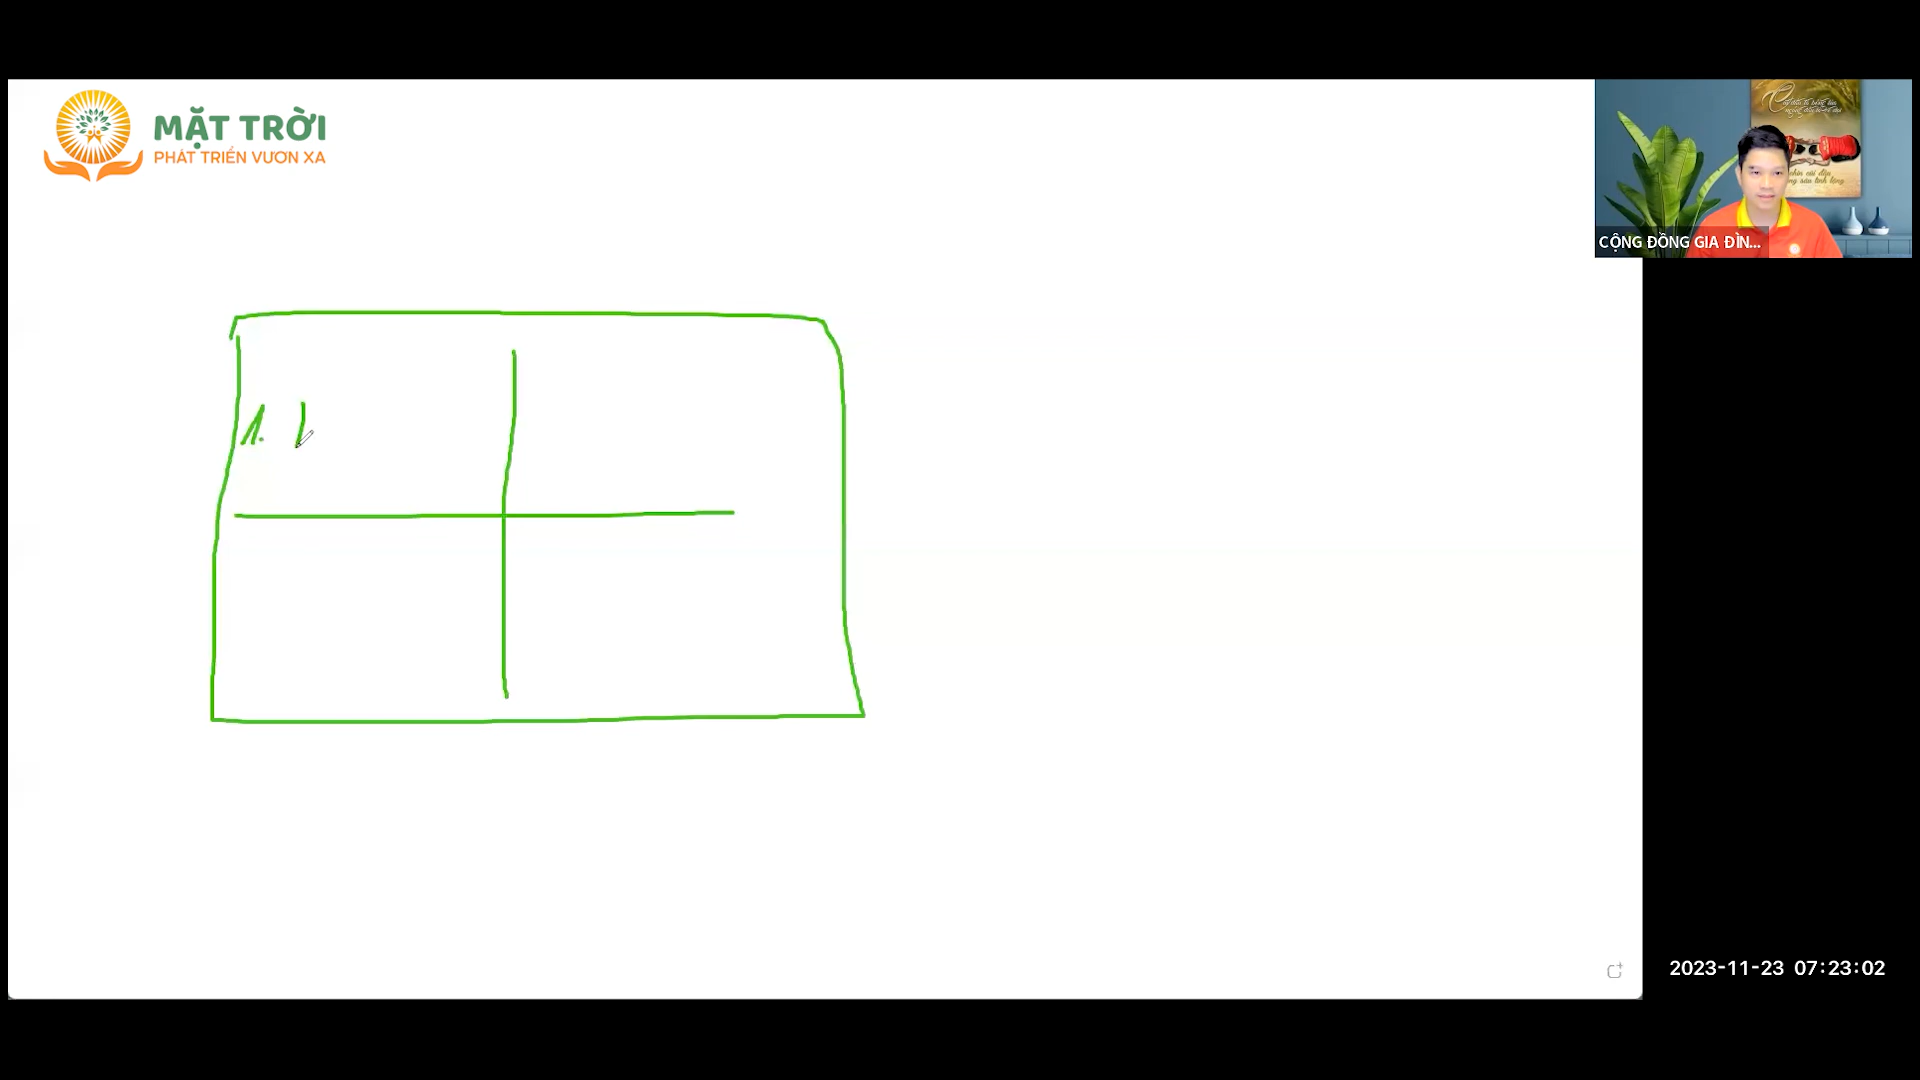 MẶT TRỜI
PHÁT TRIỂN VƯƠN XA
CỘNG ĐỒNG GIA ĐÌN...
1.
2023-11-23 07:23:02